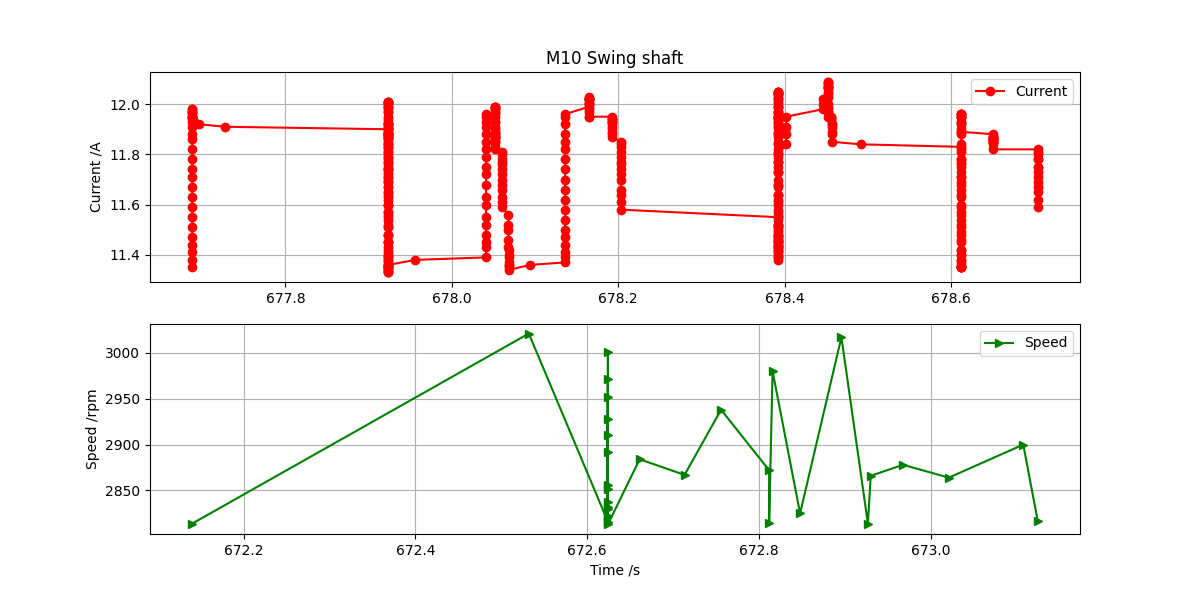 M10 Swing shaft
Current /A
12.0
11.8
11.6
11.4
Current
677.8 678.0 678.2 678.4 678.6
Speed /rpm
3000
2950
2900
2850
Speed
672.2 672.4 672.6 672.8 673.0
Time /s